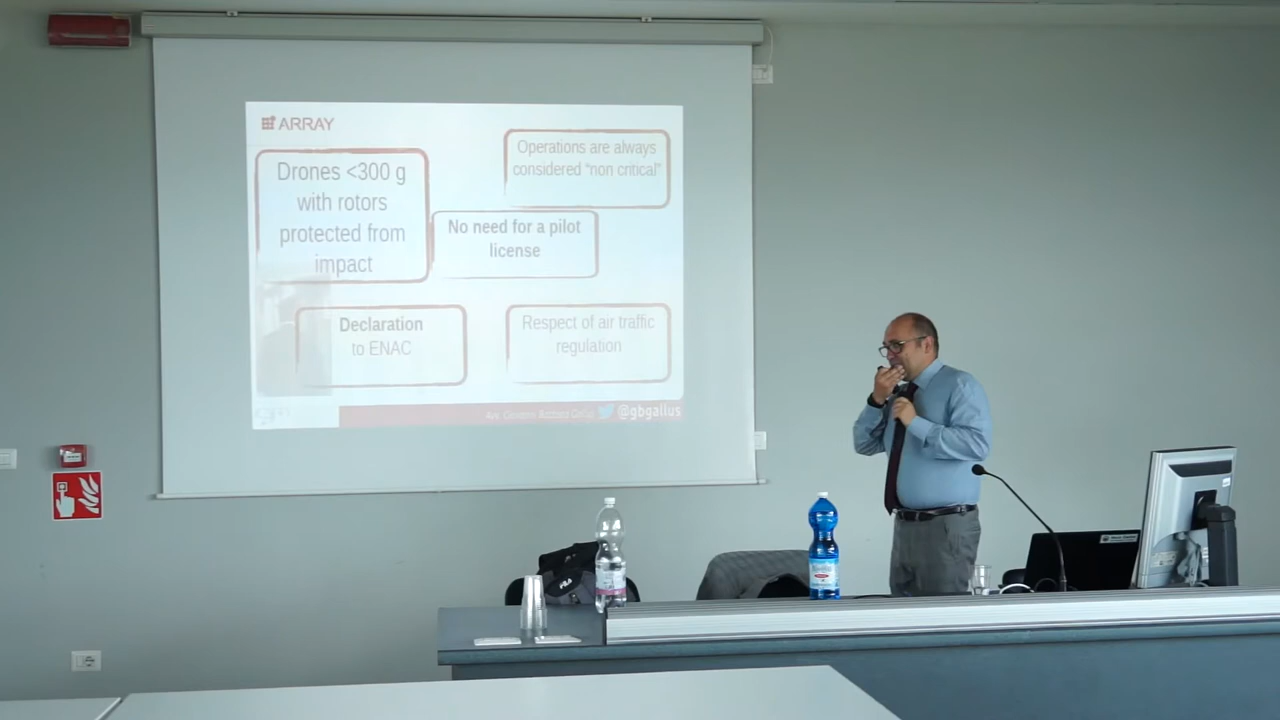 ARRAY
Drones <300 g
with rotors
protected from
impact
Operations are always
considered "non critical"
No need for a pilot
license
Declaration
to ENAC
Respect of air traffic
regulation
@gbgallus
FILA